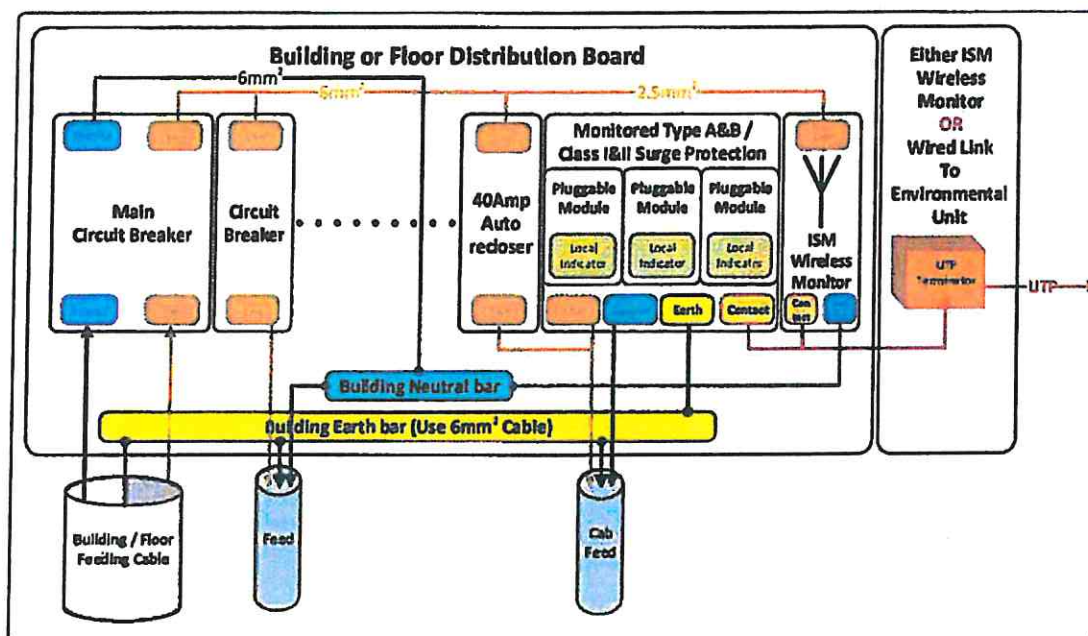 Building or Floor Distribution Board
6mm²
6mm²
2.5mm²
Main
Circuit Breaker
Circuit
Breaker
40Amp
Auto
recloser
Monitored Type A&B /
Class I&II Surge Protection
Pluggable
Module
Local
Indicator
Pluggable
Module
Local
Indicator
Pluggable
Module
Local
Indicator
ISM
Wireless
Monitor
Earth
Contact
Con
tact
Building Neutral bar
Building Earth bar (Use 6mm² Cable)
Building / Floor
Feeding Cable
Feed
Cab
Feed
Either ISM
Wireless
Monitor
OR
Wired Link
To
Environmental
Unit
UTP
Terminator
UTP